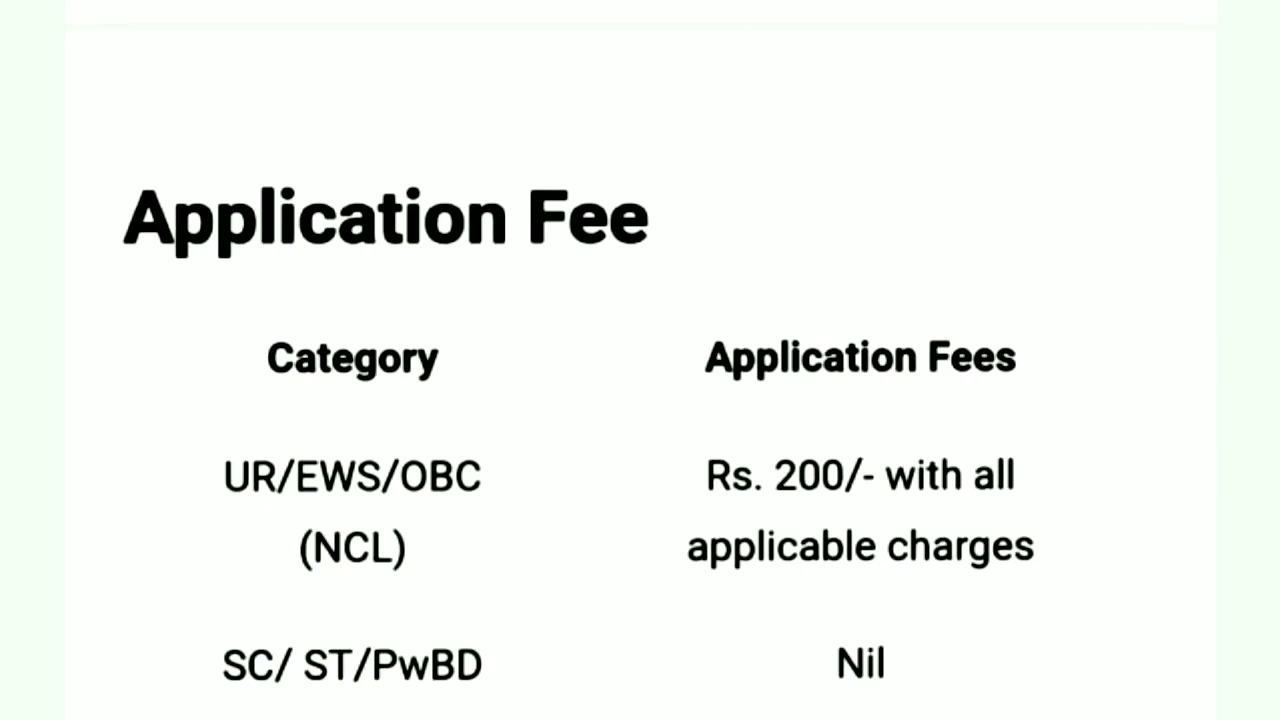 Application Fee
Category Application Fees
UR/EWS/OBC Rs. 200/- with all
(NCL) applicable charges
SC/ ST/PwBD Nil